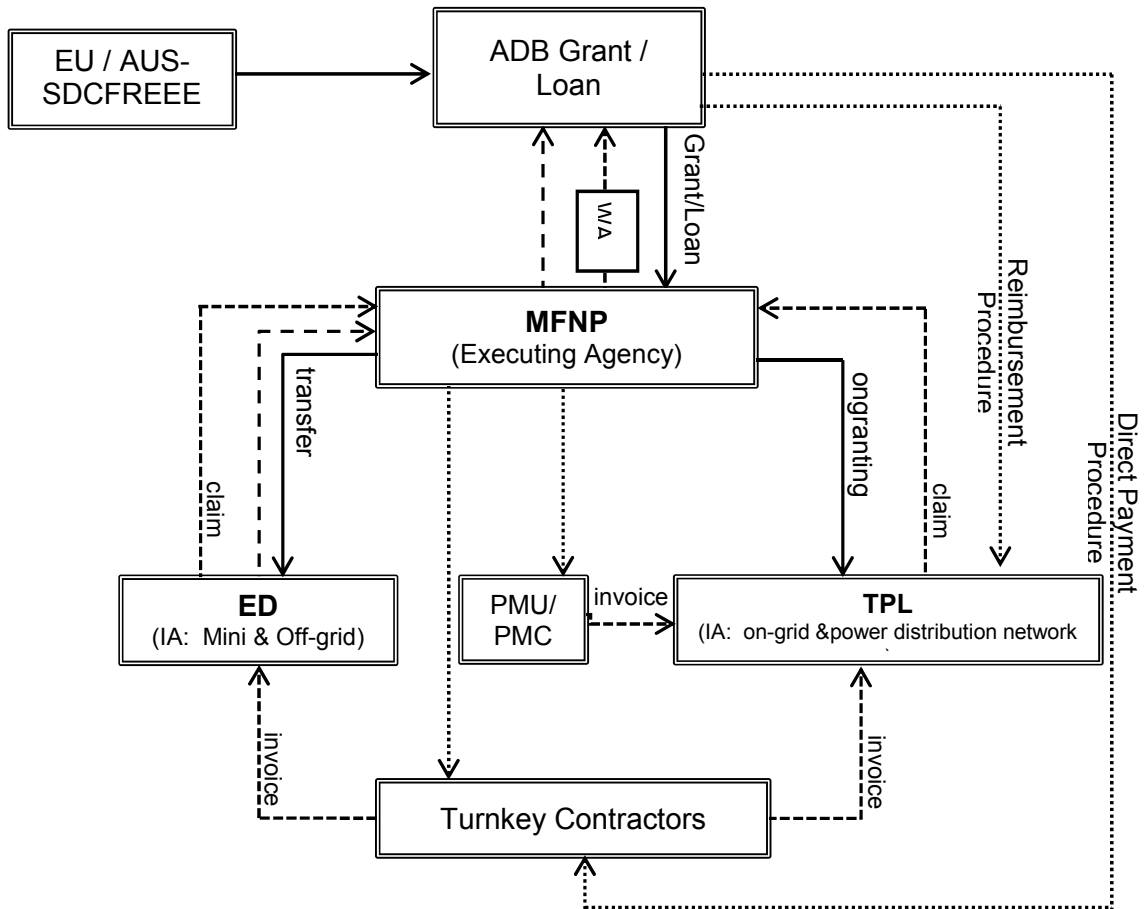 EU / AUS-
SDCFREEE
ADB Grant /
Loan
Grant/Loan
W/A
Reimbursement
Procedure
Direct Payment
Procedure
MFNP
(Executing Agency)
transfer
claim
ongranting
claim
ED
(IA:  Mini & Off-grid)
PMU/
PMC
invoice
TPL
(IA:  on-grid &power distribution network
invoice
invoice
Turnkey Contractors